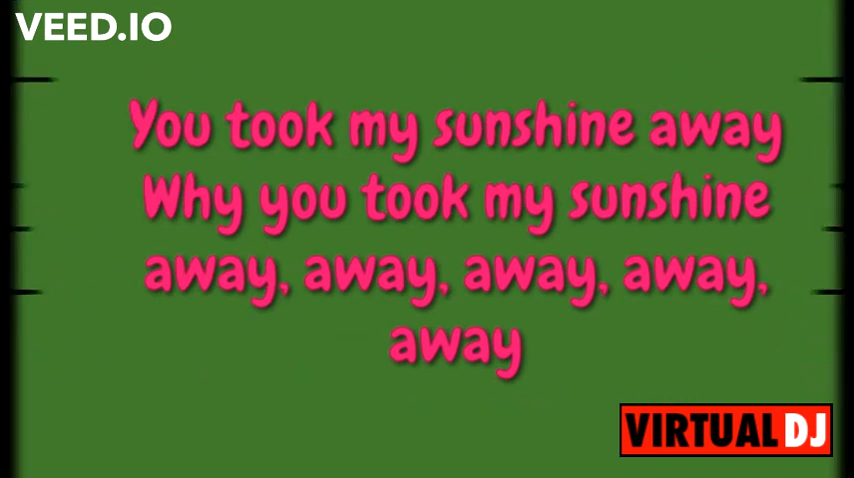 VEED.IO
You took my sunshine away
Why you took my sunshine
away, away, away, away,
away
VIRTUAL DJ